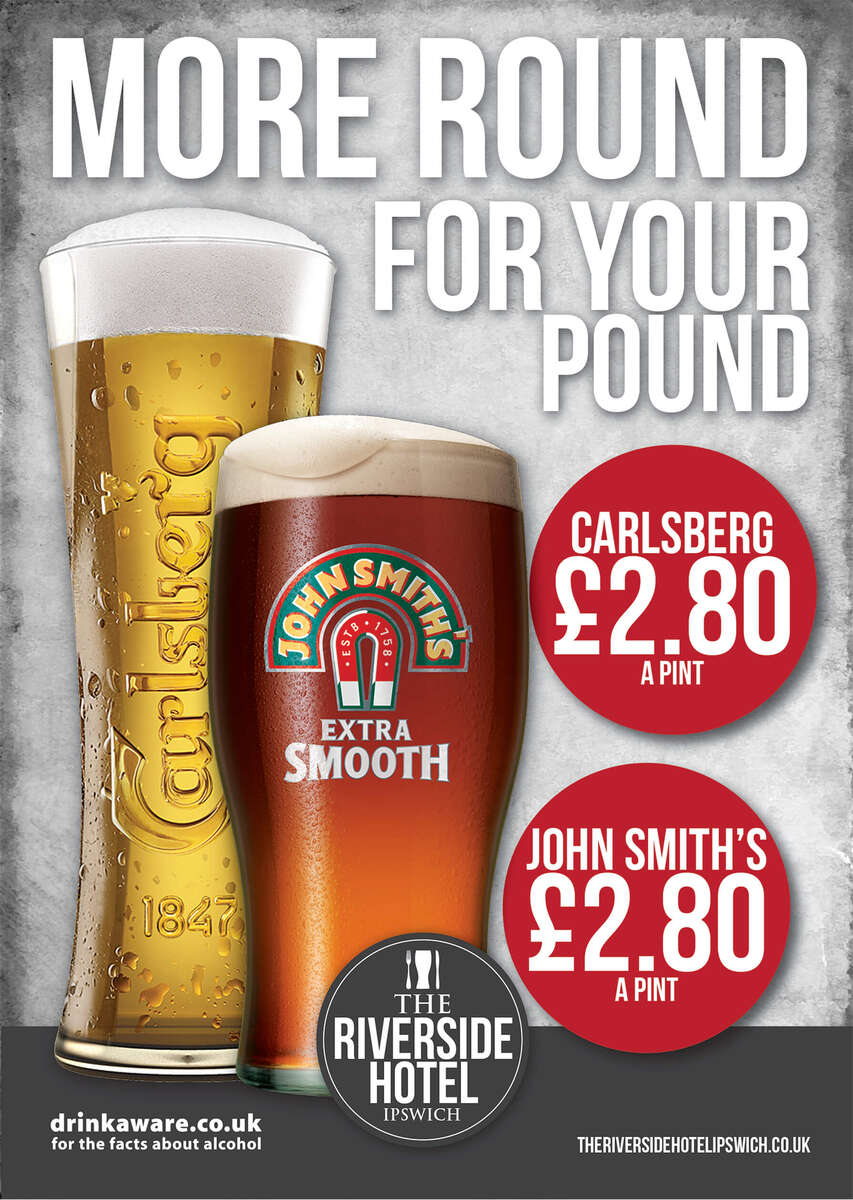 MORE ROUND
FOR YOUR
POUND
Carlsberg
1847
JOHN SMITH'S
ESTB • 1758
EXTRA
SMOOTH
CARLSBERG
£2.80
A PINT
JOHN SMITH'S
£2.80
A PINT
THE
RIVERSIDE
HOTEL
IPSWICH
drinkaware.co.uk
for the facts about alcohol
THERIVERSIDEHOTELIPSWICH.CO.UK